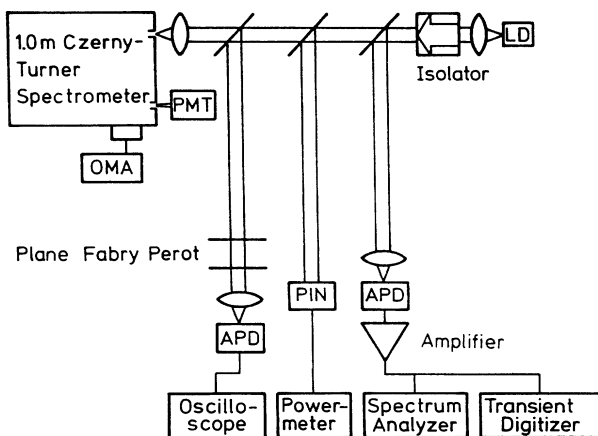 1.0m Czerny-
Turner
Spectrometer
PMT
OMA
Isolator
LD
Plane Fabry Perot
APD
PIN
APD
Amplifier
Oscillo-
scope
Power-
meter
Spectrum
Analyzer
Transient
Digitizer